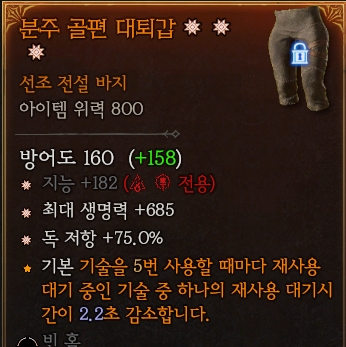 분주 골편 대퇴갑
선조 전설 바지
아이템 위력 800
방어도 160 (+158)
지능 +182 ( 전용)
최대 생명력 +685
독 저항 +75.0%
기본 기술을 5번 사용할 때마다 재사용
대기 중인 기술 중 하나의 재사용 대기시
간이 2.2초 감소합니다.
빈 홈